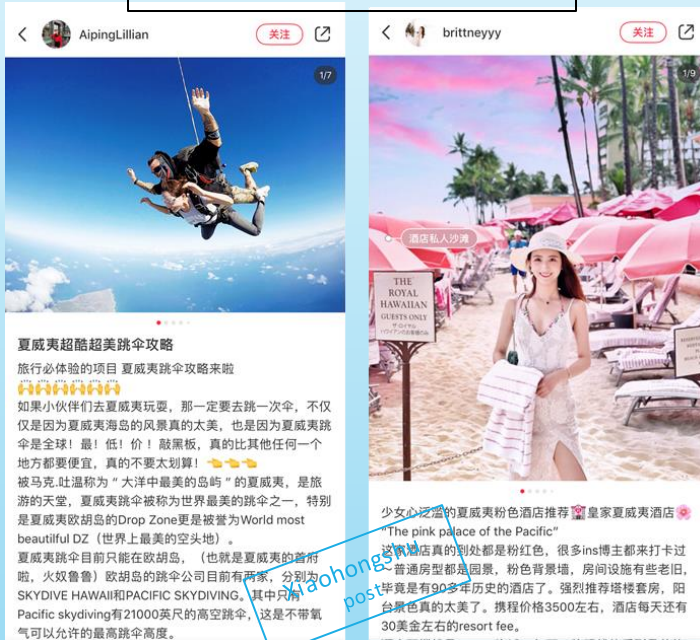 AipingLillian
关注
1/7
夏威夷超酷超美跳伞攻略
旅行必体验的项目 夏威夷跳伞攻略来啦
🙌🙌🙌🙌🙌🙌
如果小伙伴们去夏威夷玩耍，那一定要去跳一次伞，不仅
仅是因为夏威夷海岛的风景真的太美，也是因为夏威夷跳
伞是全球！最！低！价！敲黑板，真的比其他任何一个
地方都要便宜，真的不要太划算！👈👈👈
被马克.吐温称为“大洋中最美的岛屿“的夏威夷，是旅
游的天堂，夏威夷跳伞被称为世界最美的跳伞之一，特别
是夏威夷欧胡岛的Drop Zone更是被誉为World most
beautilful DZ（世界上最美的空头地）。
夏威夷跳伞目前只能在欧胡岛，（也就是夏威夷的首府
啦，火奴鲁鲁）欧胡岛的跳伞公司目前有两家，分别为
SKYDIVE HAWAII和PACIFIC SKYDIVING。其中只有
Pacific skydiving有21000英尺的高空跳伞，这是不带氧
气可以允许的最高跳伞高度。
brittneyyy
关注
1/9
酒店私人沙滩
THE
ROYAL
HAWAIIAN
GUESTS ONLY
少女心泛滥的夏威夷粉色酒店推荐🏩皇家夏威夷酒店🌸
"The pink palace of the Pacific”
这家酒店真的到处都是粉红色，很多ins博主都来打卡过
~普通房型都是园景，粉色背景墙，房间设施有些老旧，
毕竟是有90多年历史的酒店了。强烈推荐塔楼套房，阳
台景色真的太美了。携程价格3500左右，酒店每天还有
30美金左右的resort fee。
Xiaohongshu
post